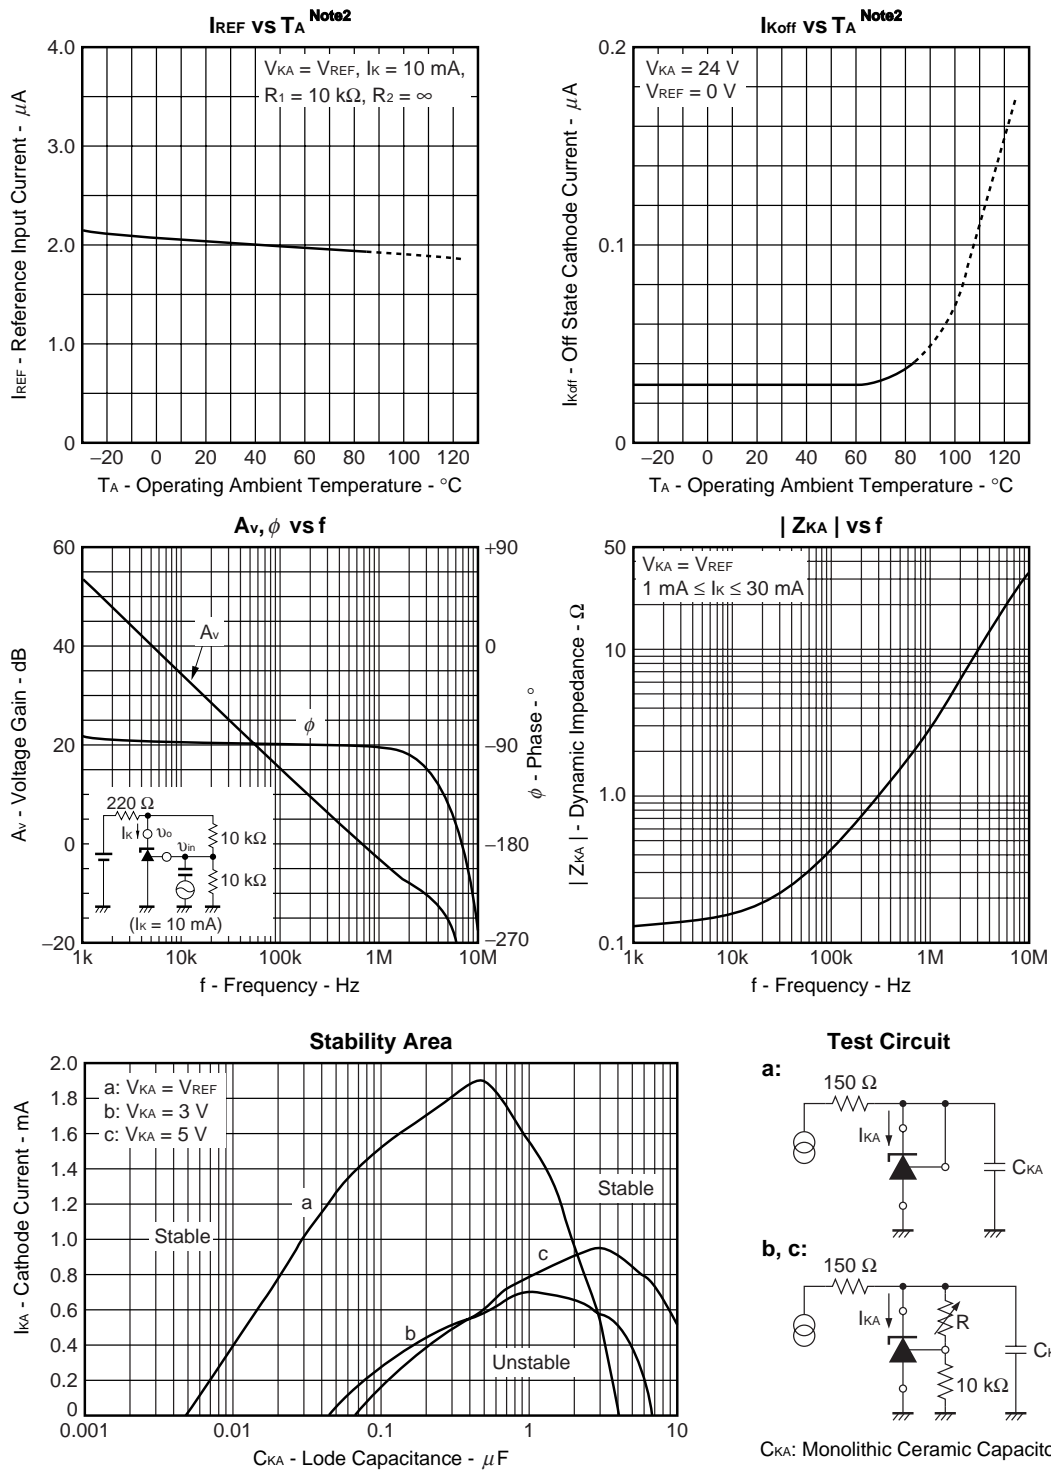 IREF vs TA Note2
4.0
3.0
2.0
1.0
0
VKA = VREF, IK = 10 mA,
R1 = 10 kΩ, R2 = ∞
IREF - Reference Input Current - μA
−20 0 20 40 60 80 100 120
TA - Operating Ambient Temperature - °C
IKoff vs TA Note2
0.2
0.1
0
VKA = 24 V
VREF = 0 V
IKoff - Off State Cathode Current - μA
−20 0 20 40 60 80 100 120
TA - Operating Ambient Temperature - °C
Av, ϕ vs f
60
40
20
0
−20
Av - Voltage Gain - dB
Av
ϕ
+90
0
−90
−180
−270
ϕ - Phase - °
220 Ω
IK
υo
υin
10 kΩ
10 kΩ
(IK = 10 mA)
1k 10k 100k 1M 10M
f - Frequency - Hz
| ZKA | vs f
50
10
1.0
0.1
VKA = VREF
1 mA ≤ IK ≤ 30 mA
| ZKA | - Dynamic Impedance - Ω
1k 10k 100k 1M 10M
f - Frequency - Hz
Stability Area
2.0
1.8
1.6
1.4
1.2
1.0
0.8
0.6
0.4
0.2
0
a: VKA = VREF
b: VKA = 3 V
c: VKA = 5 V
IKA - Cathode Current - mA
a
Stable
Stable
c
b
Unstable
0.001 0.01 0.1 1 10
CKA - Lode Capacitance - μF
Test Circuit
a:
150 Ω
IKA
CKA
b, c:
150 Ω
IKA
R
CK
10 kΩ
CKA: Monolithic Ceramic Capacito